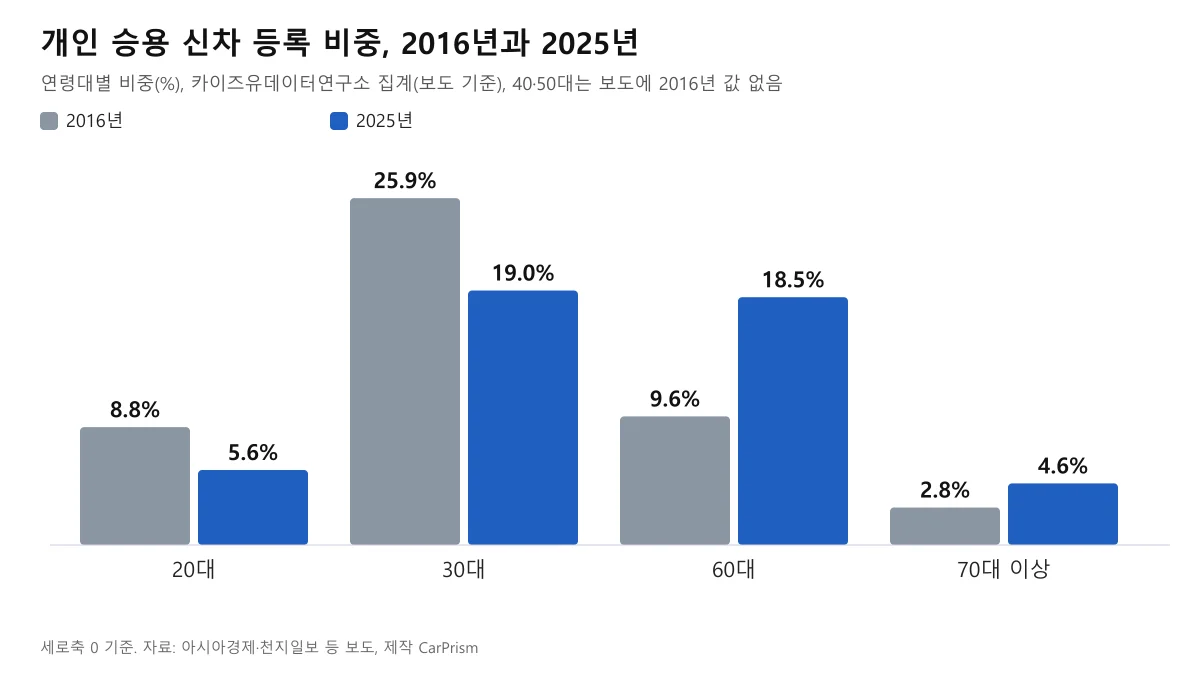 개인 승용 신차 등록 비중, 2016년과 2025년
연령대별 비중(%), 카이즈유데이터연구소 집계(보도 기준), 40·50대는 보도에 2016년 값 없음
2016년 2025년
25.9%
19.0% 18.5%
8.8% 9.6%
5.6% 4.6%
2.8%
20대 30대 60대 70대 이상
세로축 0 기준. 자료: 아시아경제·천지일보 등 보도, 제작 CarPrism